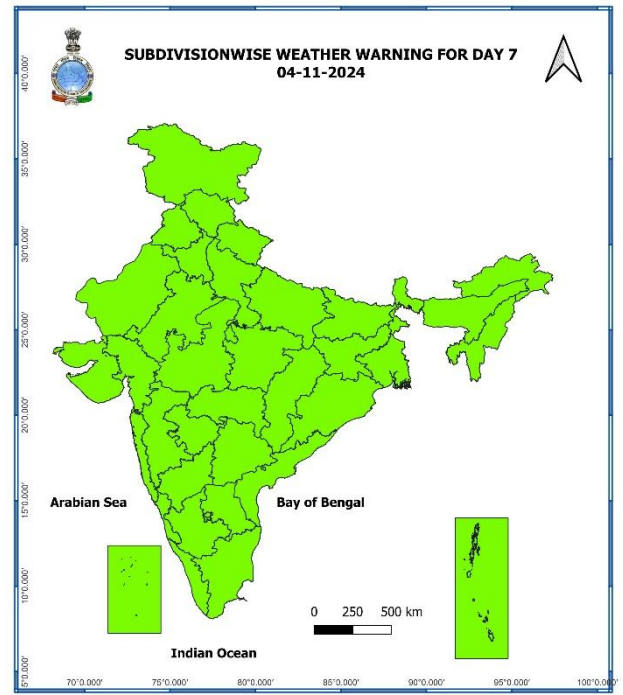 SUBDIVISIONWISE WEATHER WARNING FOR DAY 7
04-11-2024
40°0.000'
35°0.000'
30°0.000'
25°0.000'
20°0.000'
15°0.000'
10°0.000'
5°0.000'
Arabian Sea
Bay of Bengal
0 250 500 km
Indian Ocean
70°0.000' 75°0.000' 80°0.000' 85°0.000' 90°0.000' 95°0.000' 100°0.000'